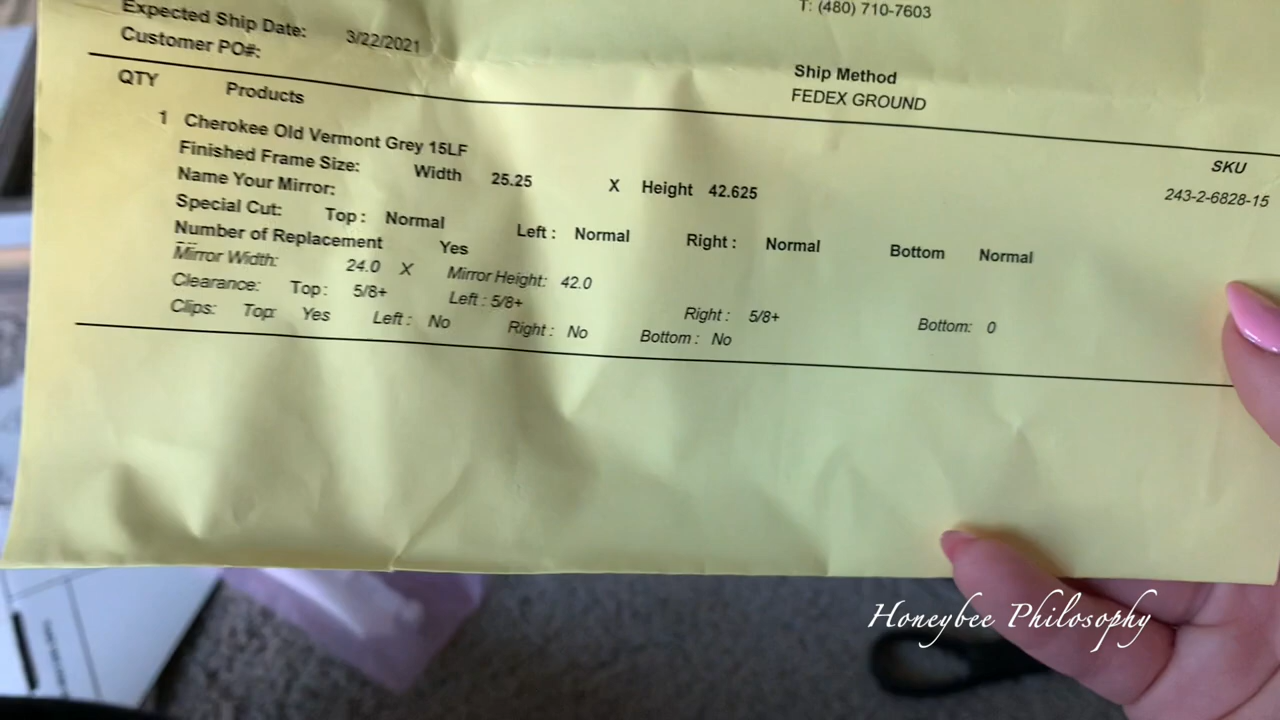 T: (480) 710-7603
Expected Ship Date: 3/22/2021
Customer PO#:
Ship Method
FEDEX GROUND
QTY Products SKU
1 Cherokee Old Vermont Grey 15LF 243-2-6828-15
Finished Frame Size: Width 25.25 X Height 42.625
Name Your Mirror:
Special Cut: Top: Normal Left: Normal Right: Normal Bottom Normal
Number of Replacement Yes
Mirror Width: 24.0 X Mirror Height: 42.0
Clearance: Top: 5/8+ Left: 5/8+ Right: 5/8+ Bottom: 0
Clips: Top: Yes Left: No Right: No Bottom: No
Honeybee Philosophy